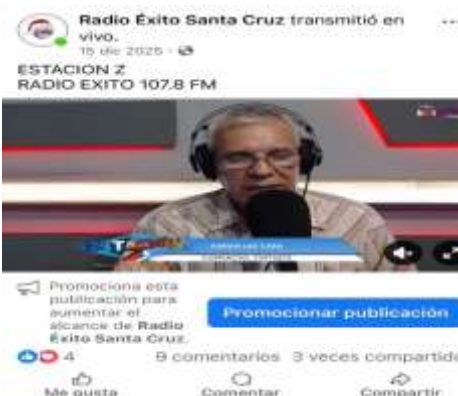 Radio Éxito Santa Cruz transmitió en
vivo.
15 dic 2025
ESTACION Z
RADIO EXITO 107.8 FM
Promociona esta
publicación para
aumentar el
alcance de Radio
Éxito Santa Cruz.
Promocionar publicación
4
9 comentarios 3 veces compartido
Me gusta
Comentar
Compartir